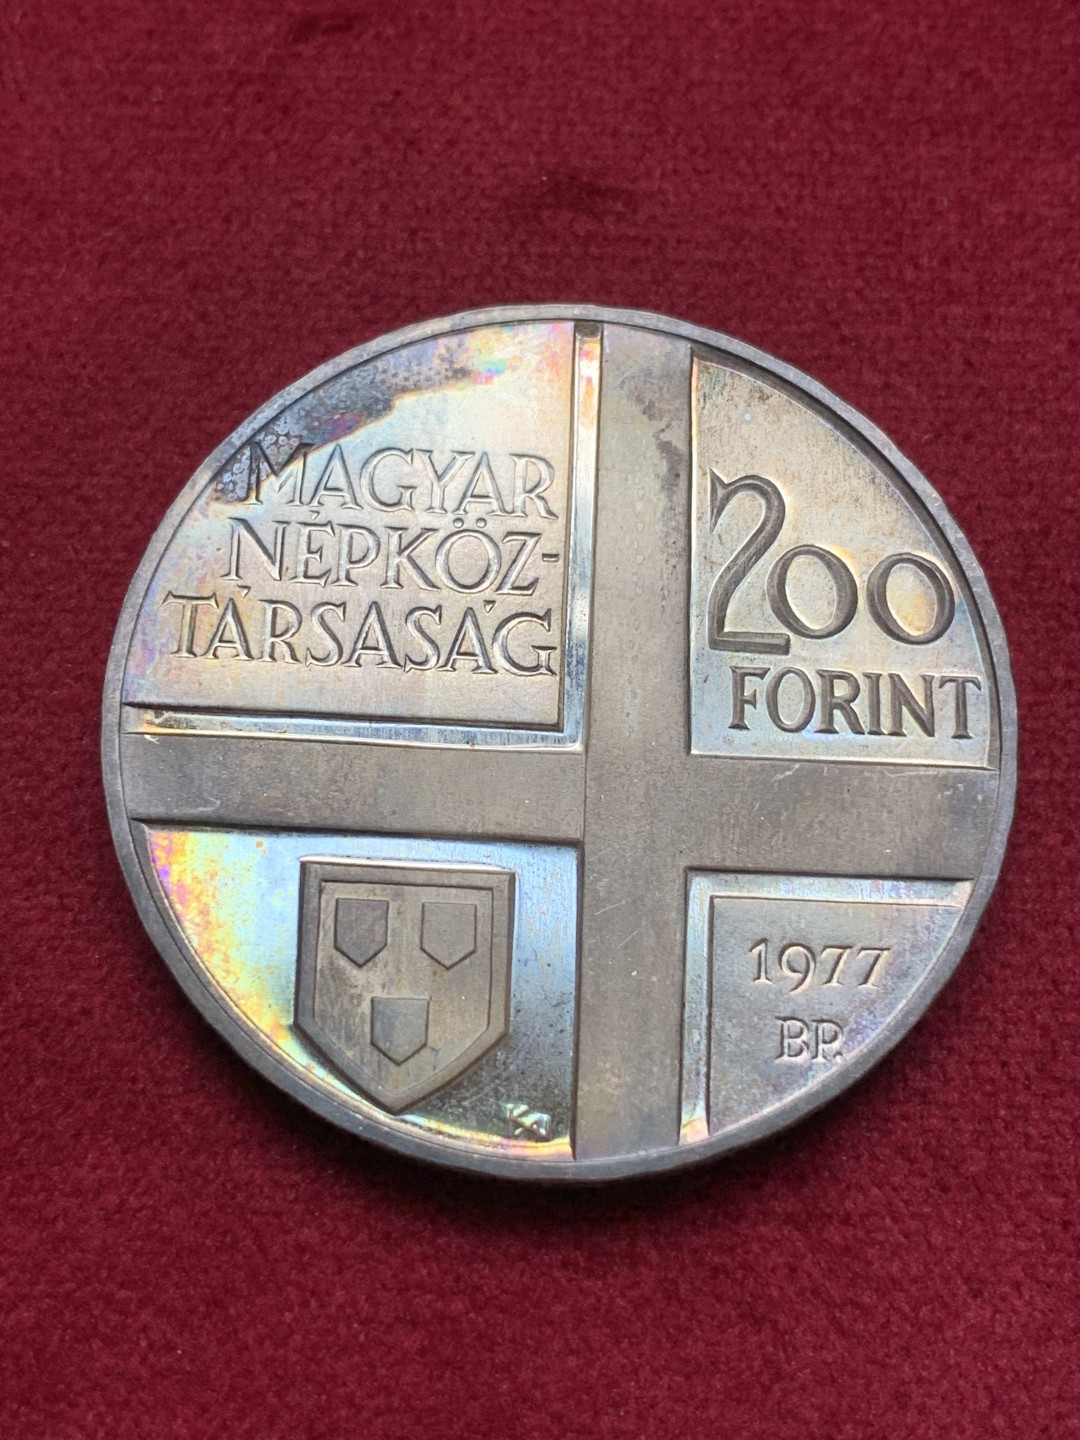 MAGYAR
NÉPKÖZ-
TÁRSASÁG
200
FORINT
1977
BP.